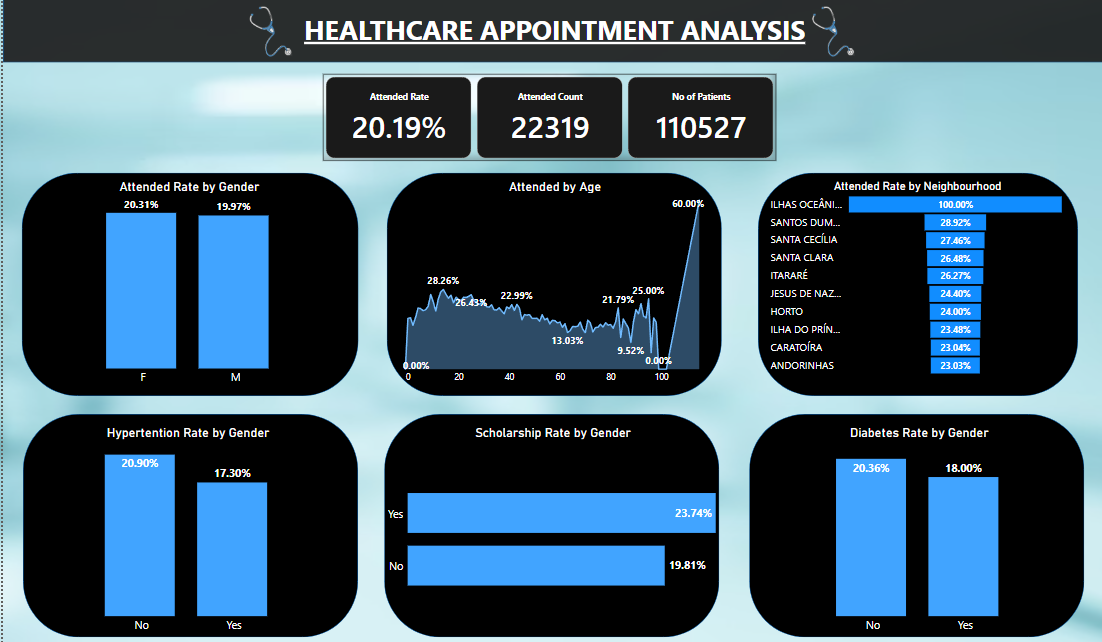 HEALTHCARE APPOINTMENT ANALYSIS
Attended Rate
20.19%
Attended Count
22319
No of Patients
110527
Attended Rate by Gender
20.31%
19.97%
F
M
Attended by Age
60.00%
28.26%
26.43%
22.99%
13.03%
21.79%
25.00%
9.52%
0.00%
0.00%
0
20
40
60
80
100
Attended Rate by Neighbourhood
ILHAS OCEÂNI... 100.00%
SANTOS DUM... 28.92%
SANTA CECÍLIA 27.46%
SANTA CLARA 26.48%
ITARARÉ 26.27%
JESUS DE NAZ... 24.40%
HORTO 24.00%
ILHA DO PRÍN... 23.48%
CARATOÍRA 23.04%
ANDORINHAS 23.03%
Hypertention Rate by Gender
20.90%
17.30%
No
Yes
Scholarship Rate by Gender
Yes 23.74%
No 19.81%
Diabetes Rate by Gender
20.36%
18.00%
No
Yes